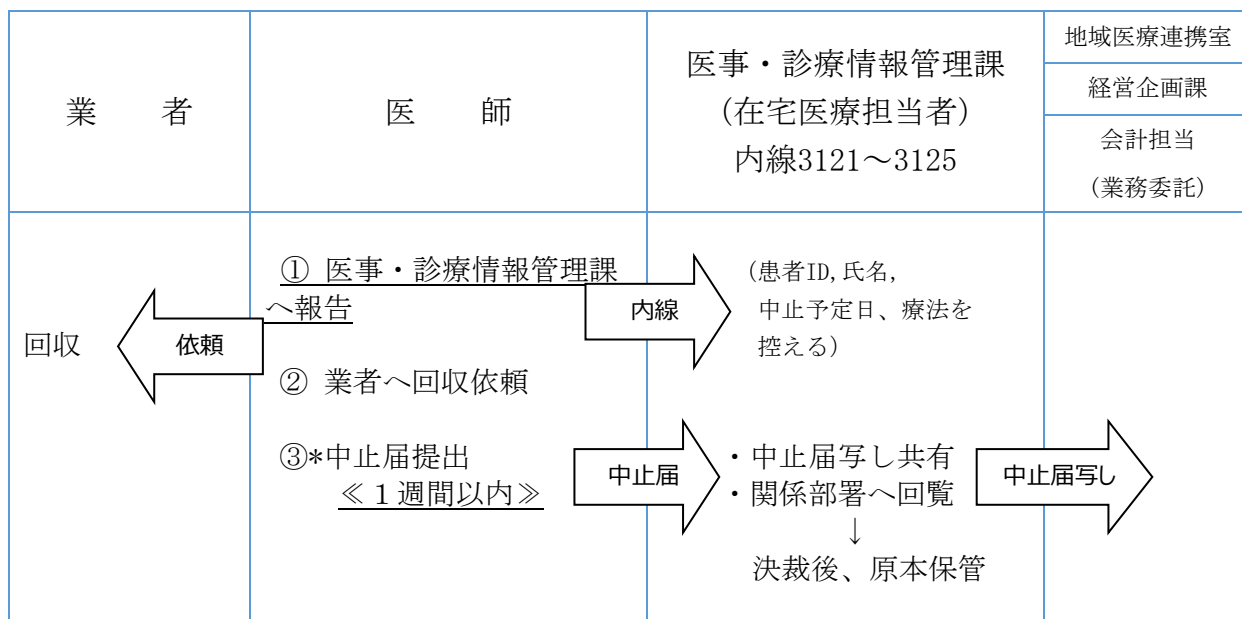 業　　者
医　　師
医事・診療情報管理課
(在宅医療担当者)
内線3121～3125
地域医療連携室
経営企画課
会計担当
(業務委託)
回収
依頼
① 医事・診療情報管理課
へ報告
② 業者へ回収依頼
③*中止届提出
≪１週間以内≫
内線
(患者ID,氏名,
中止予定日、療法を
控える)
中止届
・中止届写し共有
・関係部署へ回覧
↓
決裁後、原本保管
中止届写し